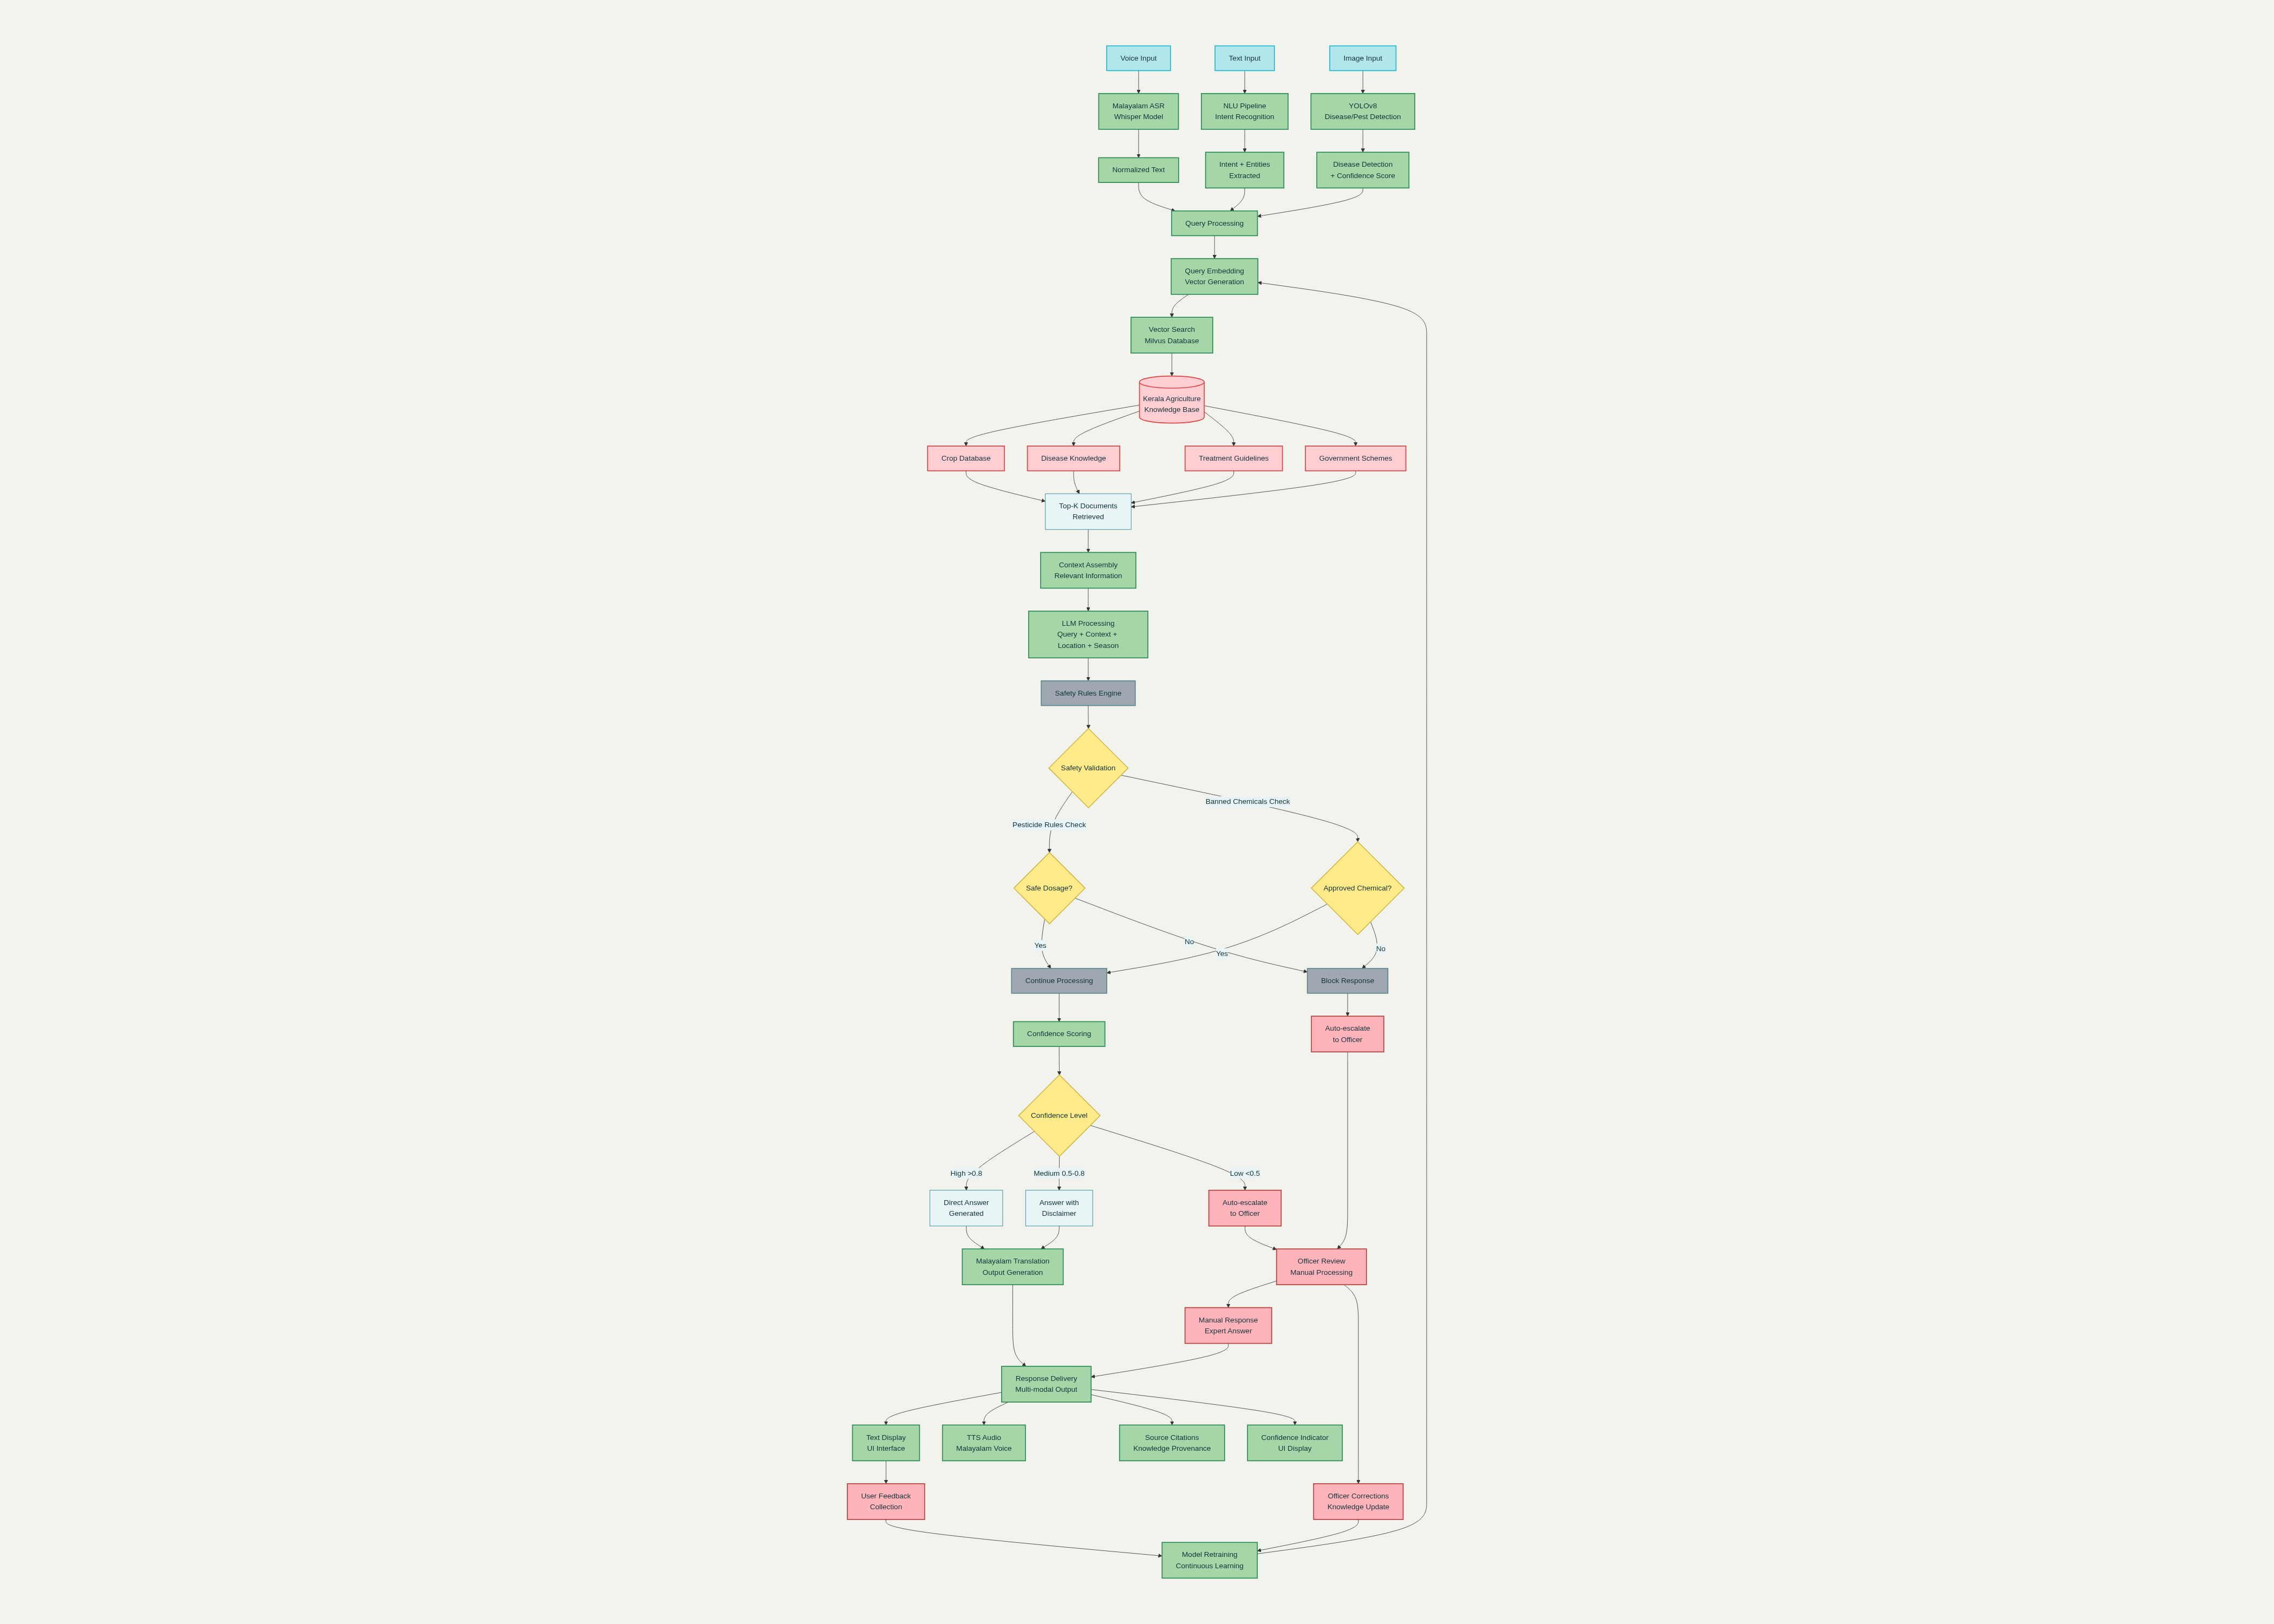 Voice Input
Text Input
Image Input
Malayalam ASR
Whisper Model
NLU Pipeline
Intent Recognition
YOLOv8
Disease/Pest Detection
Normalized Text
Intent + Entities
Extracted
Disease Detection
+ Confidence Score
Query Processing
Query Embedding
Vector Generation
Vector Search
Milvus Database
Kerala Agriculture
Knowledge Base
Crop Database
Disease Knowledge
Treatment Guidelines
Government Schemes
Top-K Documents
Retrieved
Context Assembly
Relevant Information
LLM Processing
Query + Context +
Location + Season
Safety Rules Engine
Safety Validation
Banned Chemicals Check
Pesticide Rules Check
Safe Dosage?
Approved Chemical?
Yes
No
Yes
No
Continue Processing
Block Response
Confidence Scoring
Auto-escalate
to Officer
Confidence Level
High >0.8
Medium 0.5-0.8
Low <0.5
Direct Answer
Generated
Answer with
Disclaimer
Auto-escalate
to Officer
Malayalam Translation
Output Generation
Officer Review
Manual Processing
Manual Response
Expert Answer
Response Delivery
Multi-modal Output
Text Display
UI Interface
TTS Audio
Malayalam Voice
Source Citations
Knowledge Provenance
Confidence Indicator
UI Display
User Feedback
Collection
Officer Corrections
Knowledge Update
Model Retraining
Continuous Learning